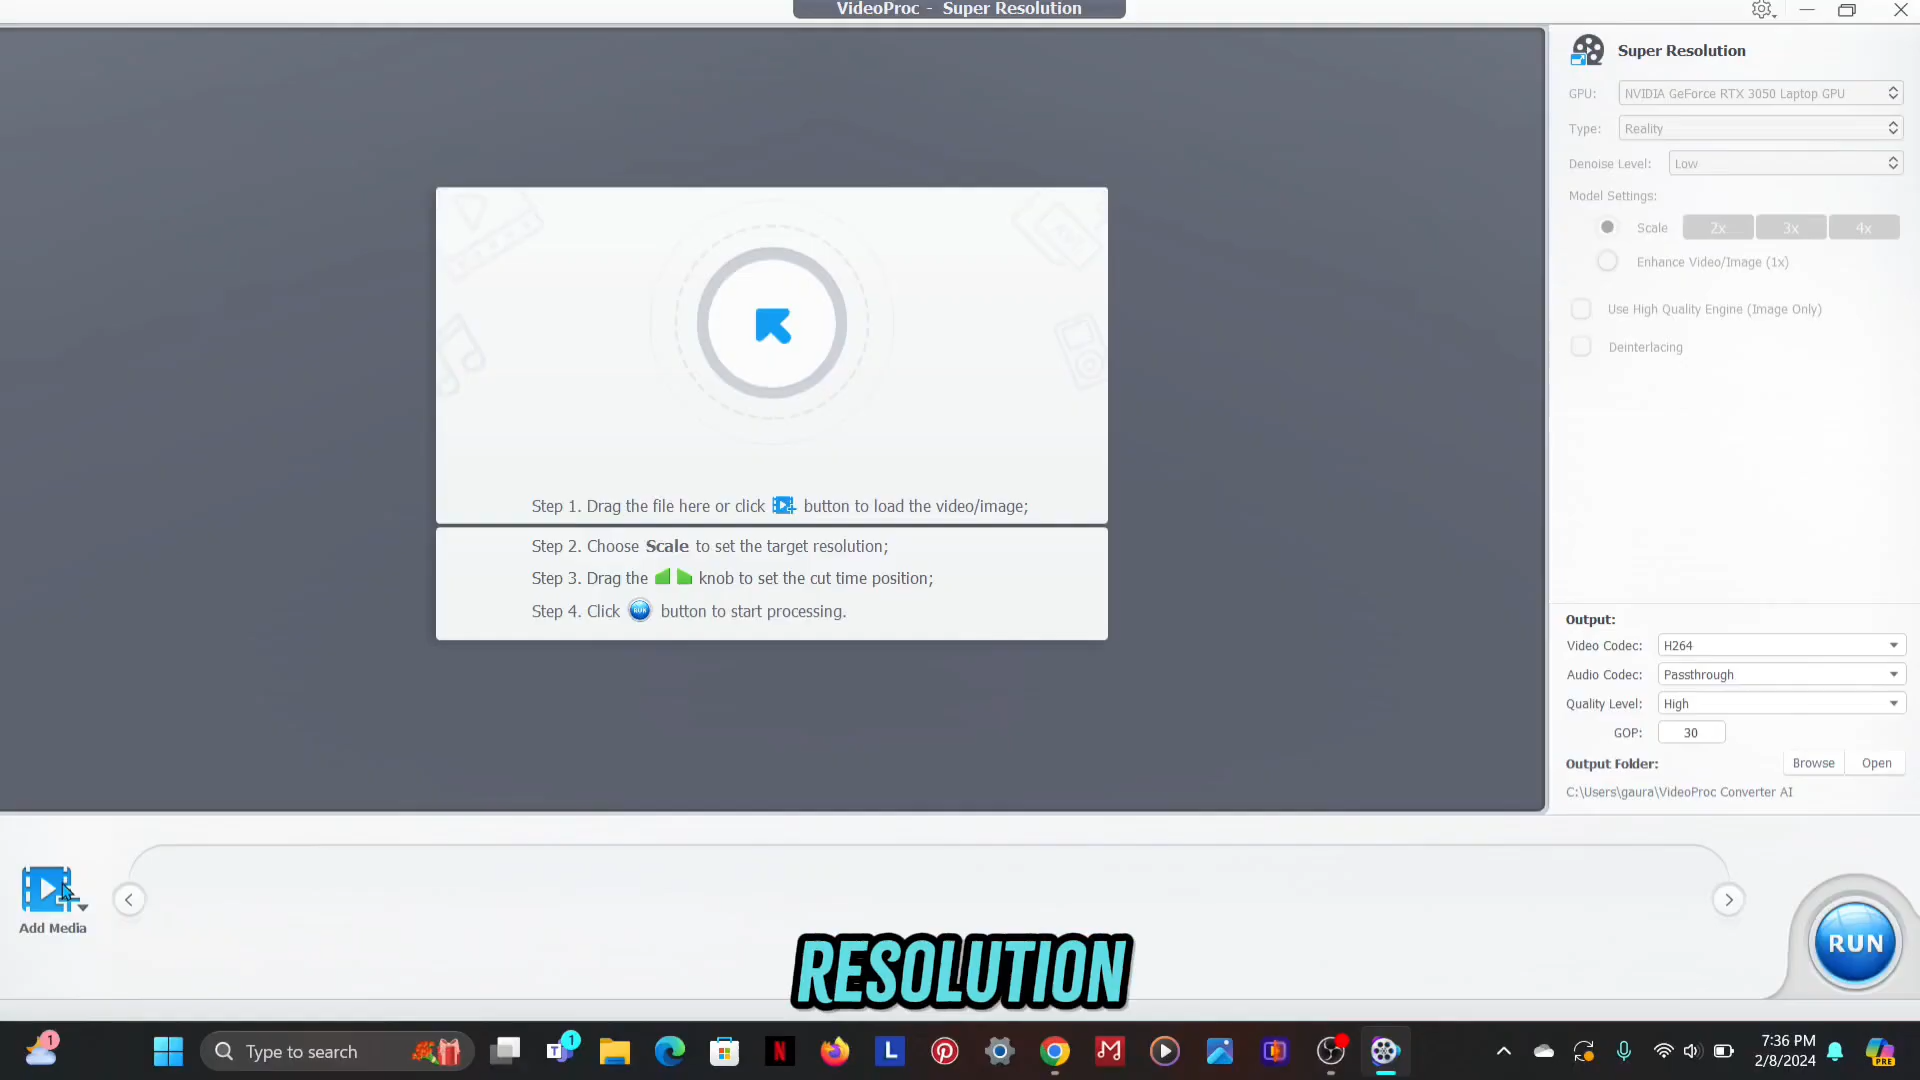 VideoProc - Super Resolution
Super Resolution
GPU: NVIDIA GeForce RTX 3050 Laptop GPU
Type: Reality
Denoise Level: Low
Model Settings:
Scale 2x 3x 4x
Enhance Video/Image (1x)
Use High Quality Engine (Image Only)
Deinterlacing
Step 1. Drag the file here or click button to load the video/image;
Step 2. Choose Scale to set the target resolution;
Step 3. Drag the knob to set the cut time position;
Step 4. Click RUN button to start processing.
Output:
Video Codec: H264
Audio Codec: Passthrough
Quality Level: High
GOP: 30
Output Folder: Browse Open
C:\Users\gaura\VideoProc Converter AI
Add Media
RUN
RESOLUTION
1
Type to search
1
7:36 PM
2/8/2024
PRE